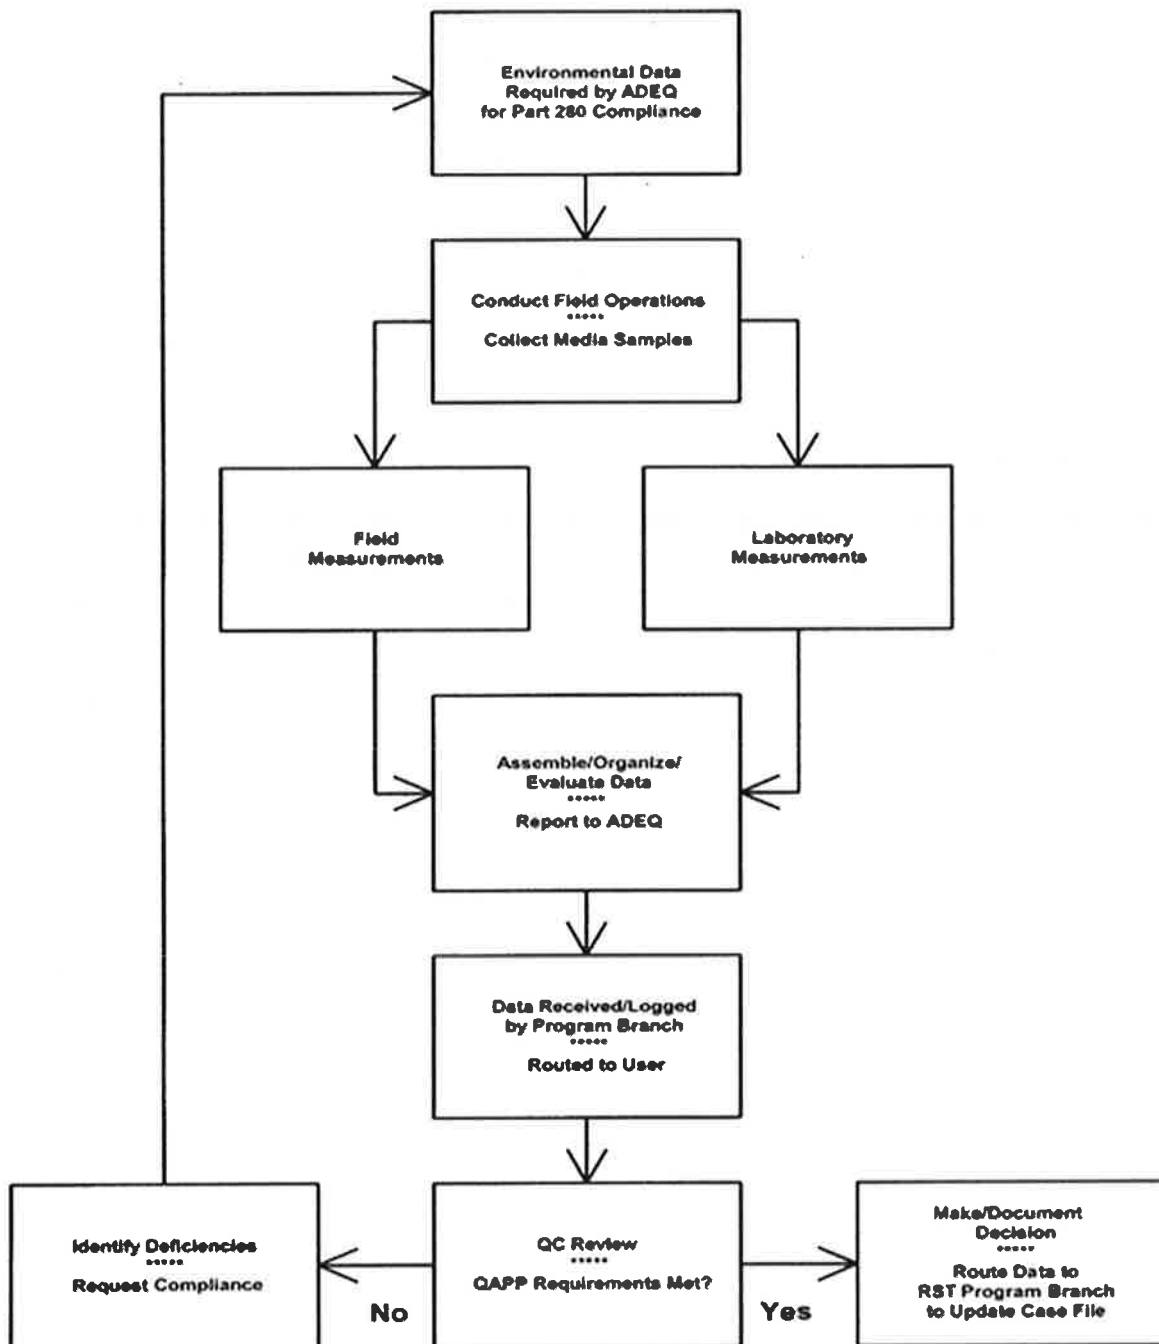 Environmental Data
Required by ADEQ
for Part 280 Compliance
Conduct Field Operations
*****
Collect Media Samples
Field
Measurements
Laboratory
Measurements
Assemble/Organize/
Evaluate Data
*****
Report to ADEQ
Data Received/Logged
by Program Branch
*****
Routed to User
Identify Deficiencies
*****
Request Compliance
No
QC Review
*****
QAPP Requirements Met?
Yes
Make/Document
Decision
*****
Route Data to
RST Program Branch
to Update Case File